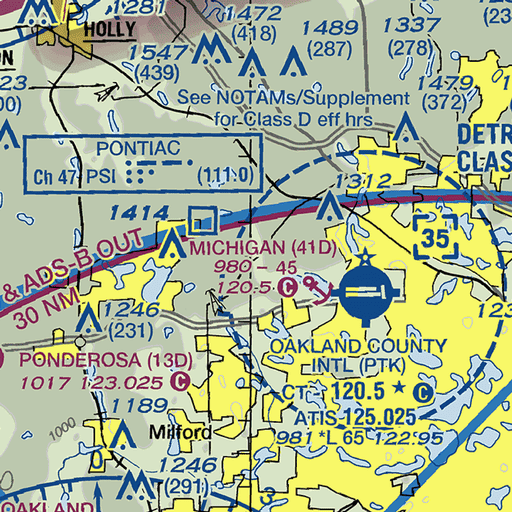 1281
HOLLY
1472
(418)
1489
(287)
1337
(278)
1547
(439)
1479
(372)
See NOTAMs/Supplement
for Class D eff hrs
DETR
CLAS
PONTIAC
Ch 47 PSI (111.0)
1312
1414
35
MICHIGAN (41D)
980 - 45
120.5 C
& ADS-B OUT
30 NM
1246
(231)
OAKLAND COUNTY
INTL (PTK)
CT - 120.5 * C
ATIS 125.025
981 *L 65 122.95
PONDEROSA (13D)
1017 123.025 C
1189
1000
Milford
1246
(291)
0
3
OAKLAND